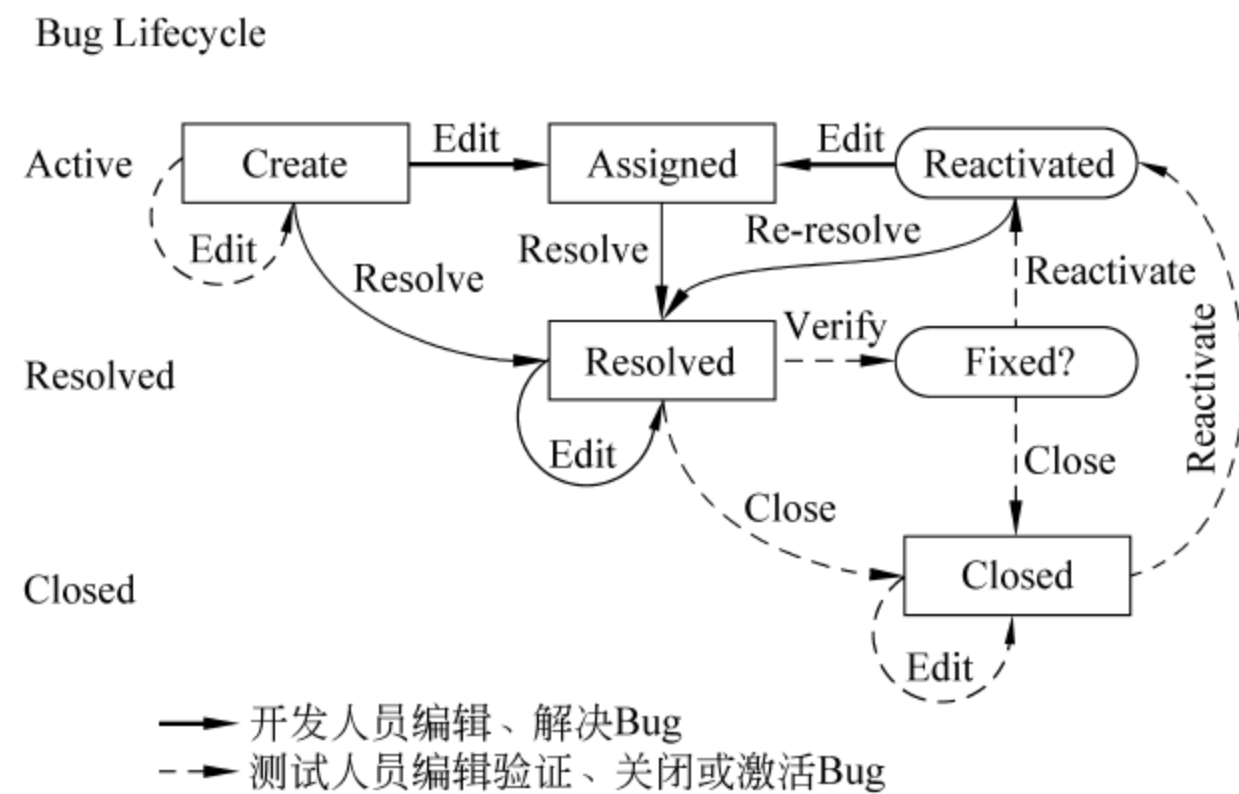 Bug Lifecycle
Active
Create
Edit
Assigned
Edit
Reactivated
Edit
Resolve
Resolve
Re-resolve
Reactivate
Resolved
Resolved
Verify
Fixed?
Reactivate
Edit
Close
Close
Closed
Closed
Edit
开发人员编辑、解决Bug
测试人员编辑验证、关闭或激活Bug